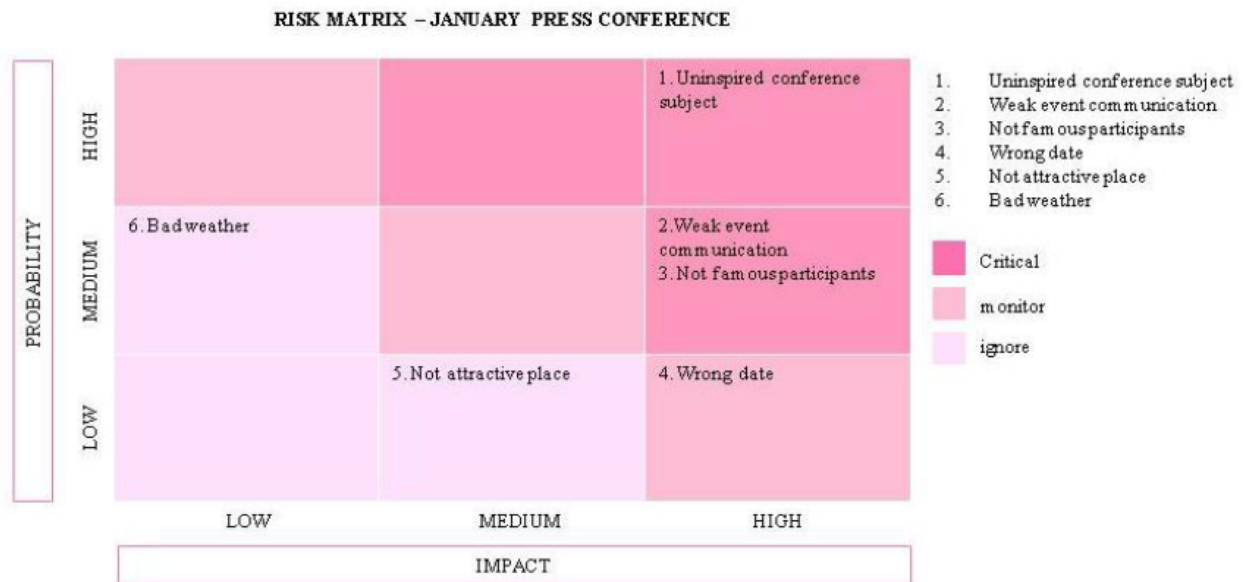 RISK MATRIX – JANUARY PRESS CONFERENCE
PROBABILITY
HIGH
MEDIUM
LOW
1. Uninspired conference
subject
6. Bad weather
2. Weak event
communication
3. Not famous participants
5. Not attractive place
4. Wrong date
LOW
MEDIUM
HIGH
IMPACT
1. Uninspired conference subject
2. Weak event communication
3. Not famous participants
4. Wrong date
5. Not attractive place
6. Bad weather
Critical
monitor
ignore